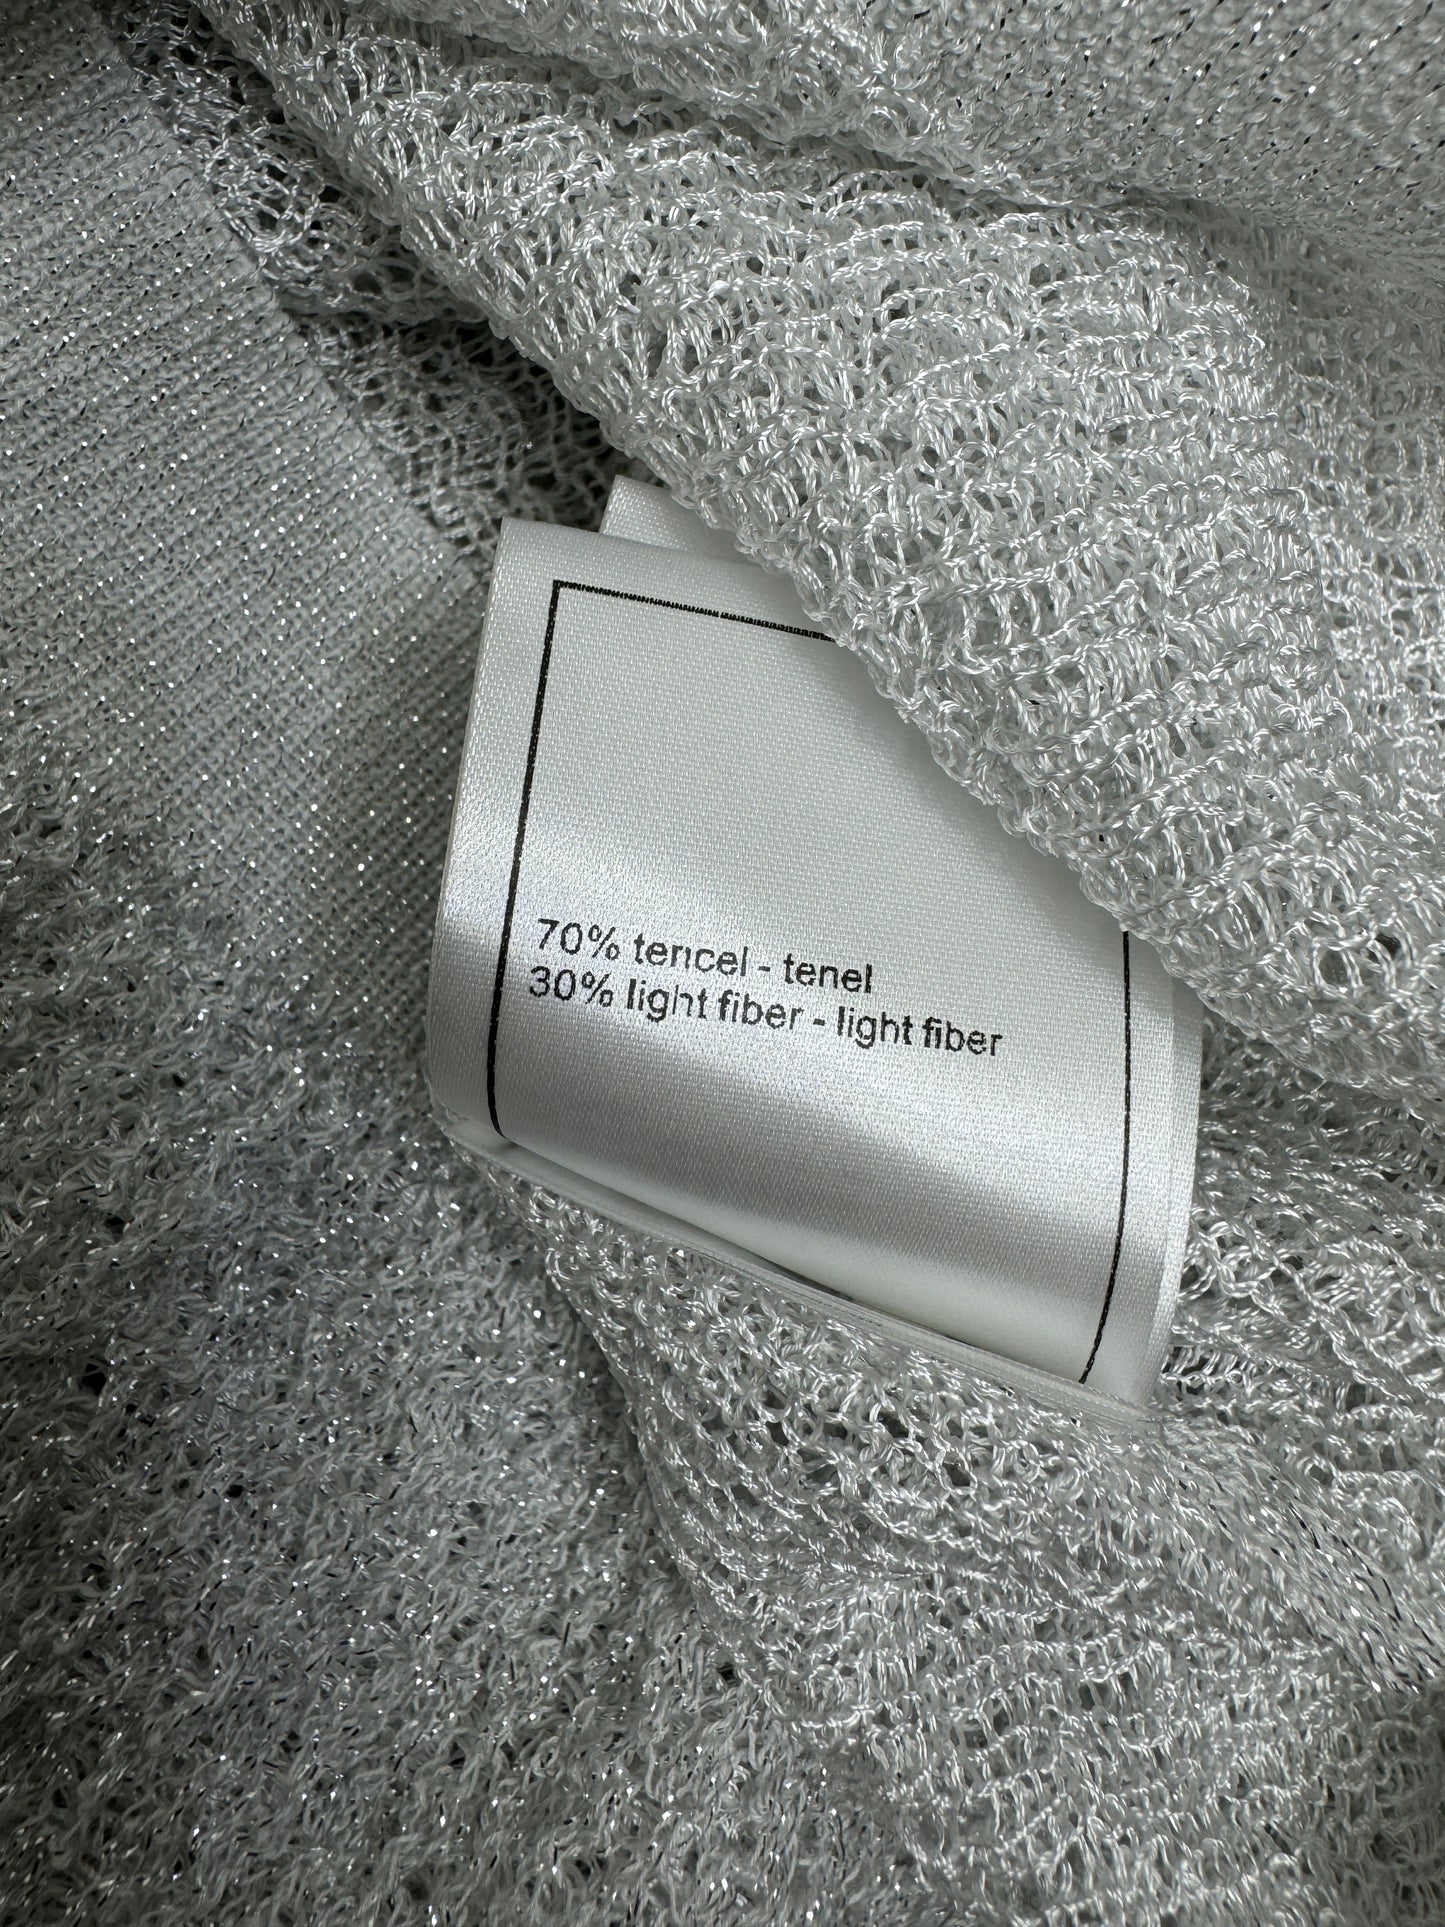 70% tencel - tenel
30% light fiber - light fiber